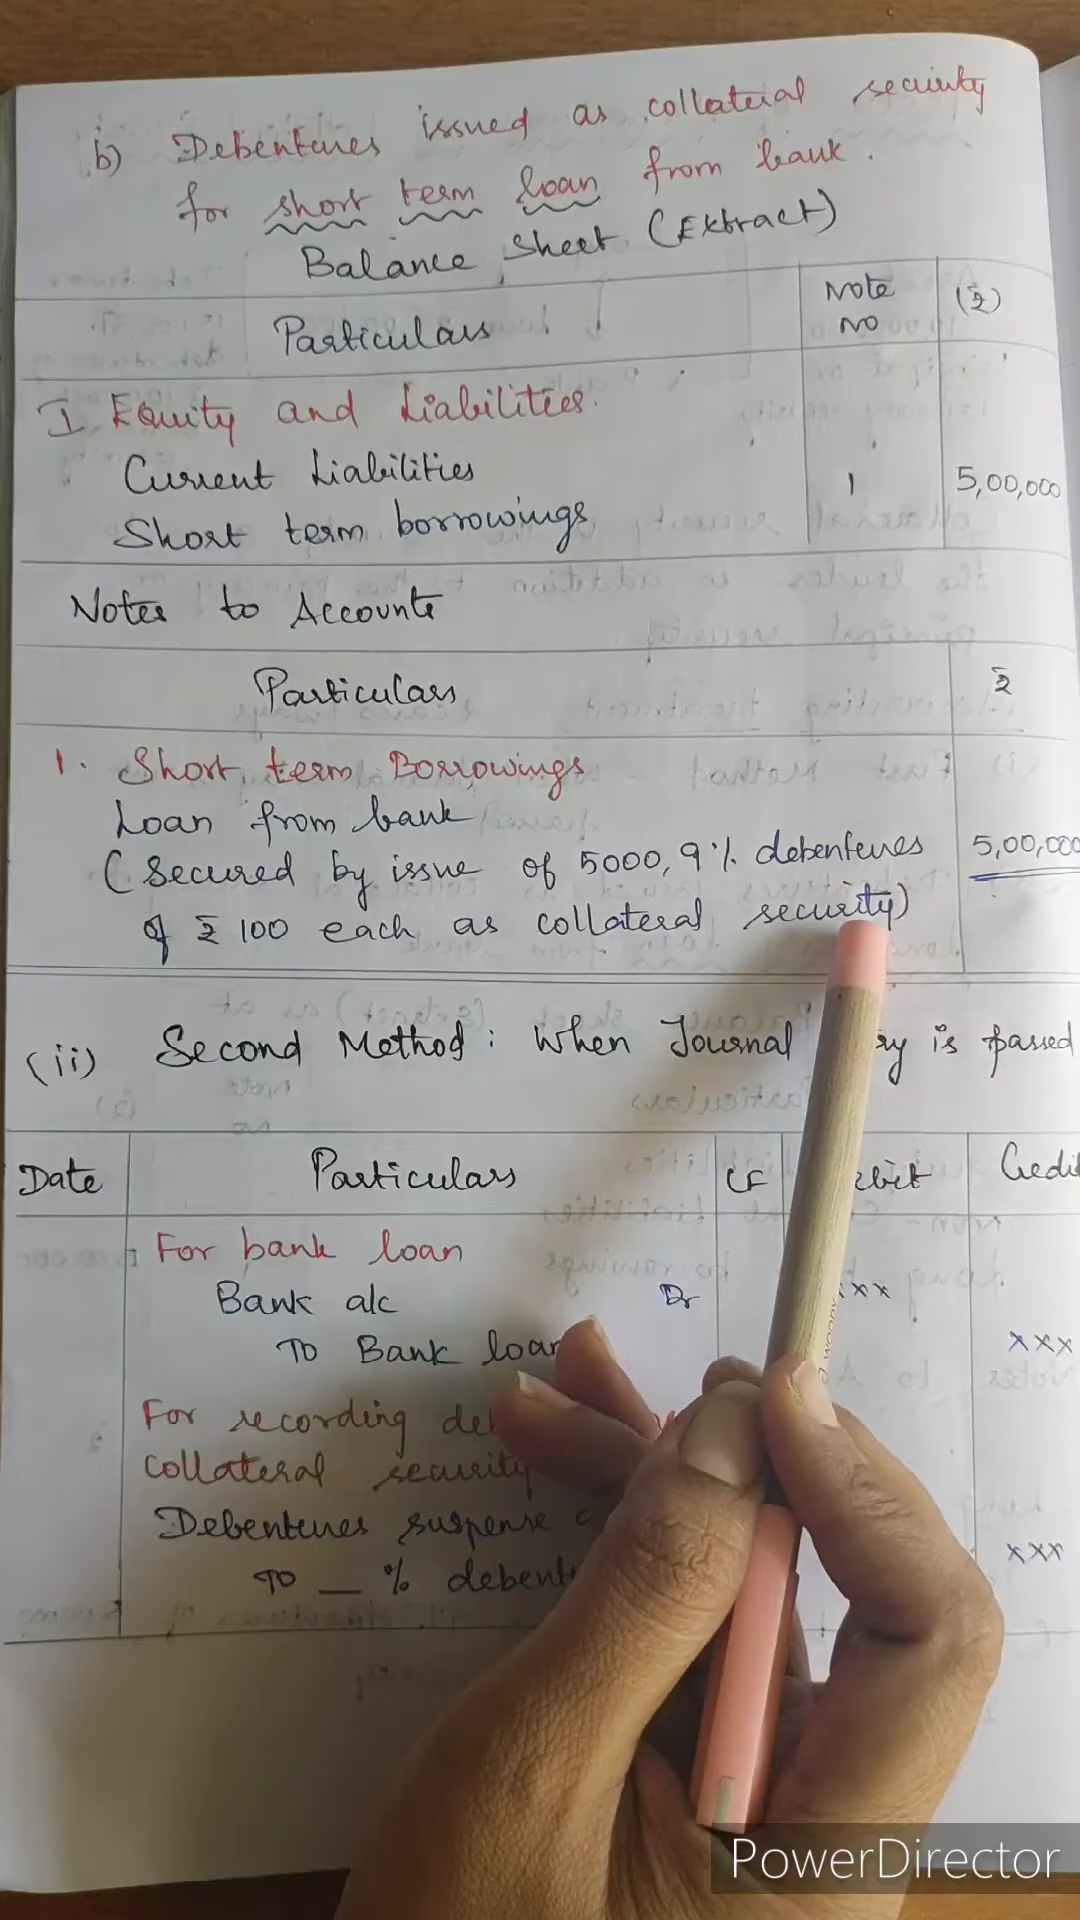 b) Debentures issued as collateral security
for short term loan from bank.
Balance Sheet (Extract)
Particulars Note No (₹)
I Equity and Liabilities.
Current Liabilities
Short term borrowings 1 5,00,000
Notes to Accounts
Particulars ₹
1. Short term Borrowings
Loan from bank
(Secured by issue of 5000, 9% debentures 5,00,000
of ₹ 100 each as collateral security)
(ii) Second Method: When Journal is passed
Date Particulars LF Credit
For bank loan
Bank a/c Dr xx
To Bank loan xxx
For recording
collateral security
Debentures suspense
To __ % xxx
PowerDirector